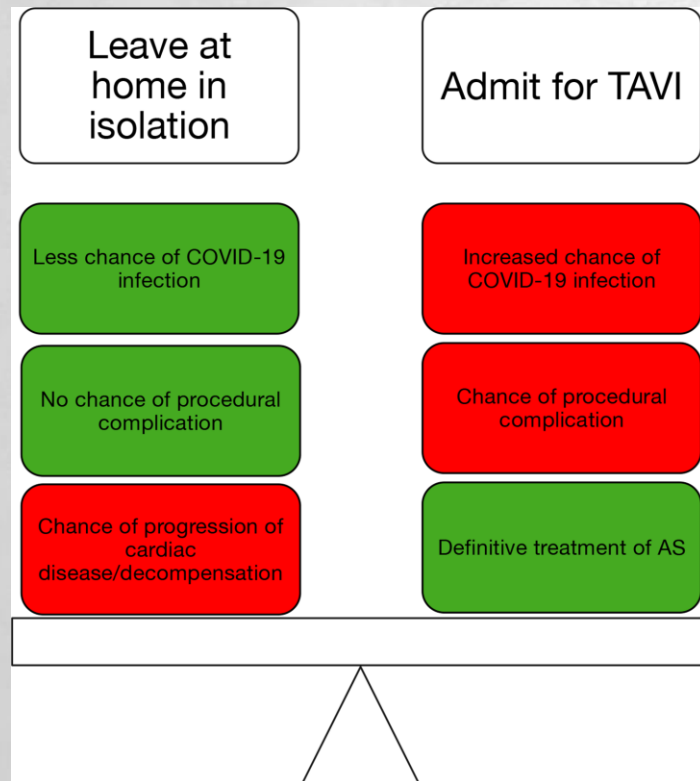 Leave at
home in
isolation
Admit for TAVI
Less chance of COVID-19
infection
Increased chance of
COVID-19 infection
No chance of procedural
complication
Chance of procedural
complication
Chance of progression of
cardiac
disease/decompensation
Definitive treatment of AS